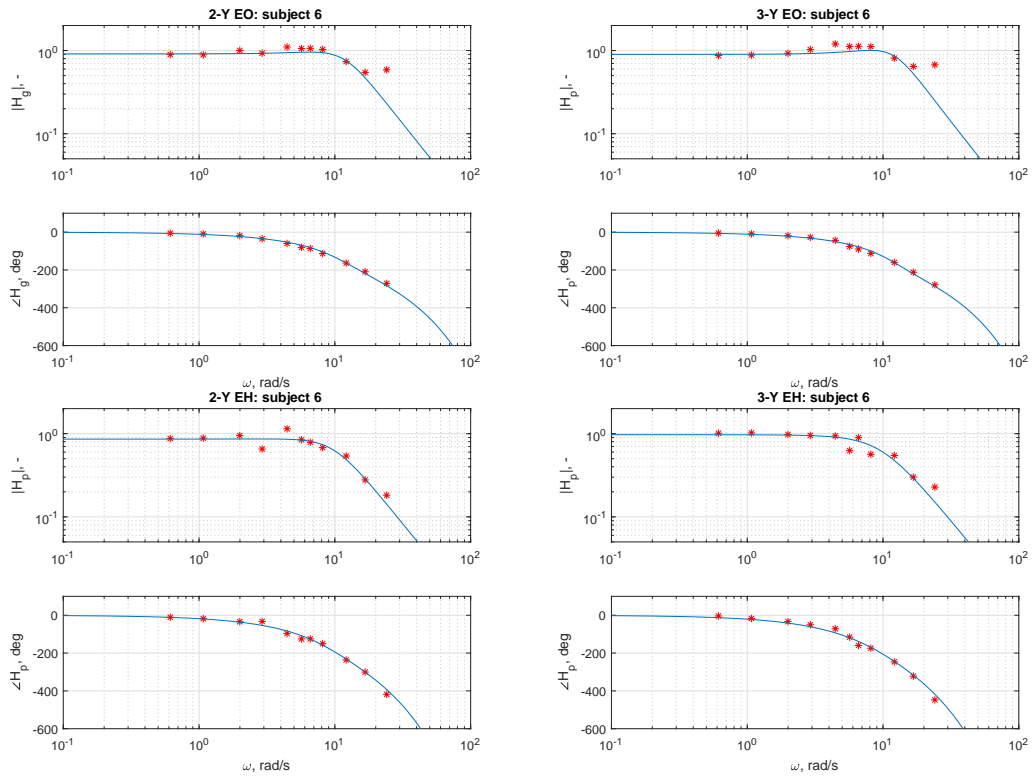 2-Y EO: subject 6
|H_g|, -
10^0
10^-1
10^-1 10^0 10^1 10^2
∠H_g, deg
0
-200
-400
-600
10^-1 10^0 10^1 10^2
ω, rad/s
3-Y EO: subject 6
|H_p|, -
10^0
10^-1
10^-1 10^0 10^1 10^2
∠H_p, deg
0
-200
-400
-600
10^-1 10^0 10^1 10^2
ω, rad/s
2-Y EH: subject 6
|H_p|, -
10^0
10^-1
10^-1 10^0 10^1 10^2
∠H_p, deg
0
-200
-400
-600
10^-1 10^0 10^1 10^2
ω, rad/s
3-Y EH: subject 6
|H_p|, -
10^0
10^-1
10^-1 10^0 10^1 10^2
∠H_p, deg
0
-200
-400
-600
10^-1 10^0 10^1 10^2
ω, rad/s